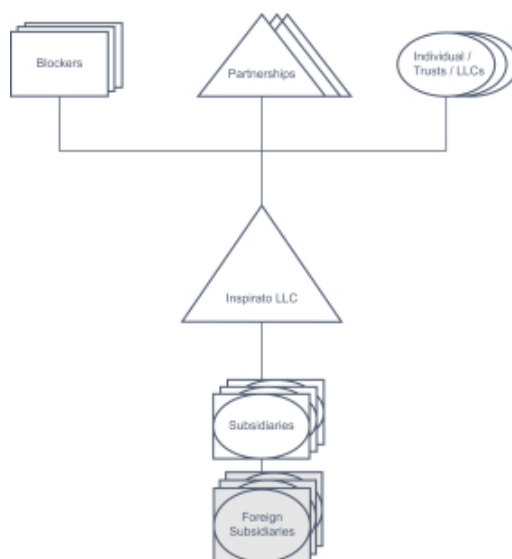 Blockers
Partnerships
Individual /
Trusts / LLCs
Inspirato LLC
Subsidiaries
Foreign
Subsidiaries